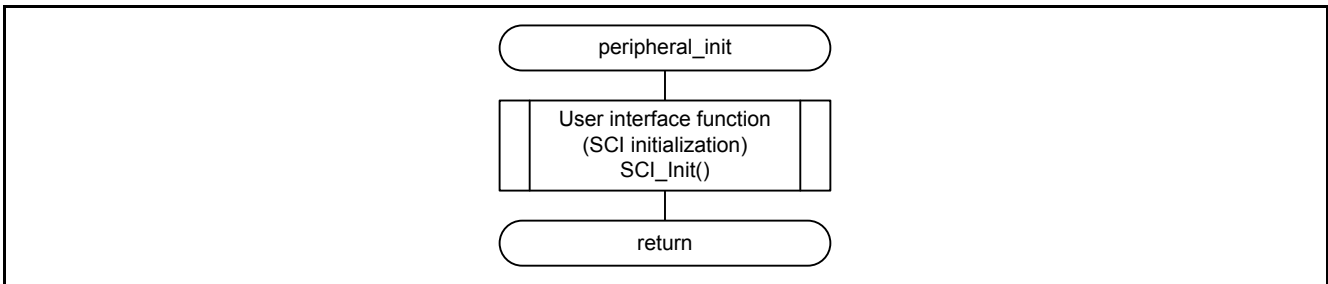 peripheral_init
User interface function
(SCI initialization)
SCI_Init()
return